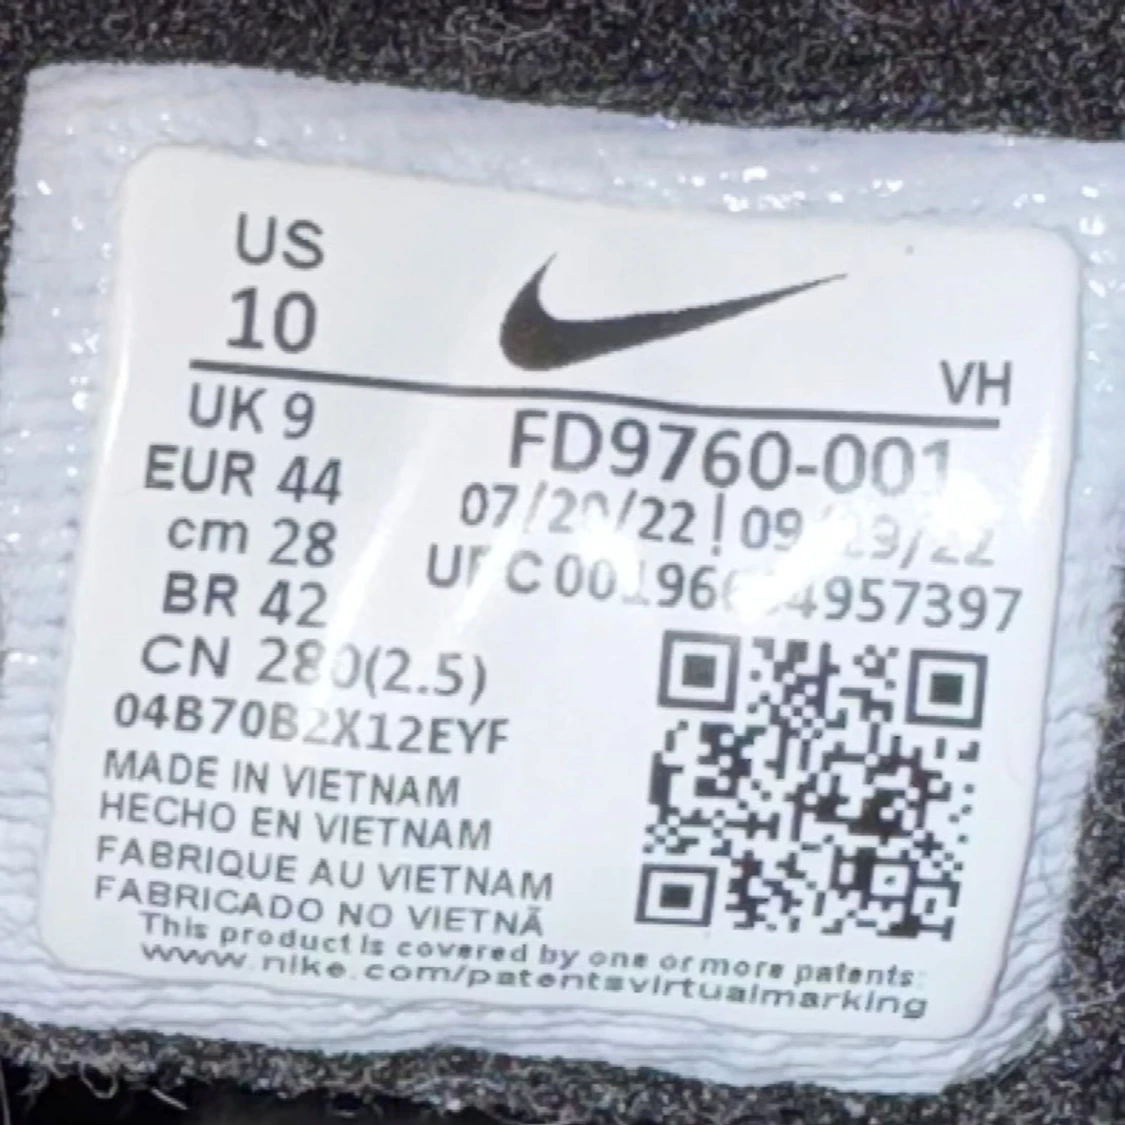 US
10
VH
UK 9
FD9760-001
EUR 44
cm 28
BR 42
CN 280(2.5)
04B70B2X12EYF
MADE IN VIETNAM
HECHO EN VIETNAM
FABRIQUE AU VIETNAM
FABRICADO NO VIETNÃ
This product is covered by one or more patents:
www.nike.com/patentsvirtualmarking